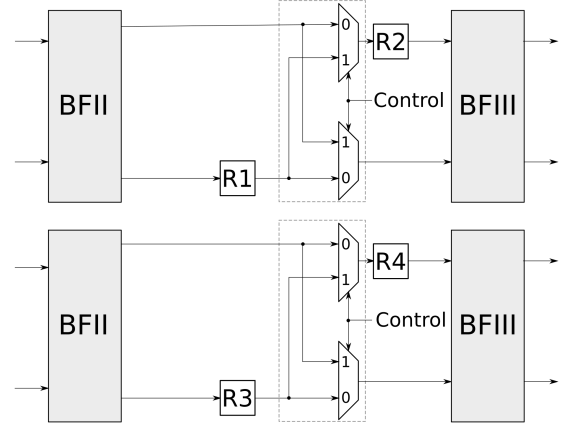 0
R2
1
BFII
Control
BFIII
1
R1
0
0
R4
1
BFII
Control
BFIII
1
R3
0